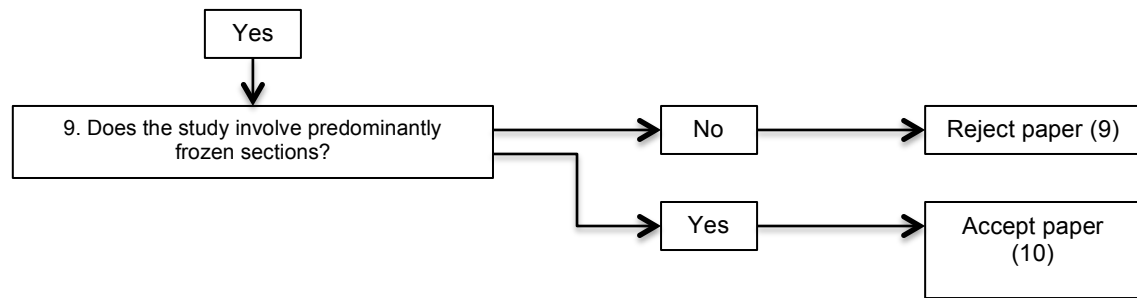 Yes
9. Does the study involve predominantly
frozen sections?
No
Reject paper (9)
Yes
Accept paper
(10)